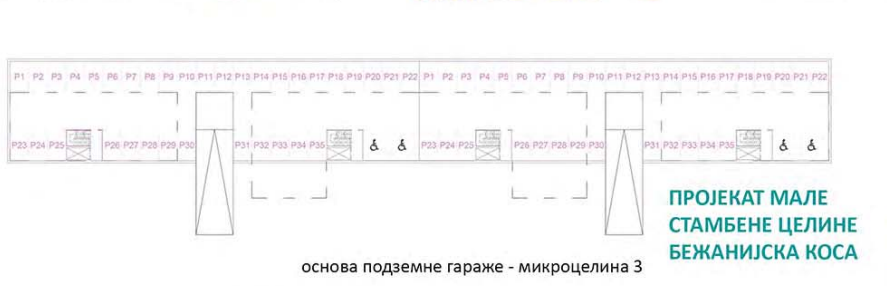 P1 P2 P3 P4 P5 P6 P7 P8 P9 P10 P11 P12 P13 P14 P15 P16 P17 P18 P19 P20 P21 P22 P1 P2 P3 P4 P5 P6 P7 P8 P9 P10 P11 P12 P13 P14 P15 P16 P17 P18 P19 P20 P21 P22
P23 P24 P25 P26 P27 P28 P29 P30 P31 P32 P33 P34 P35 P23 P24 P25 P26 P27 P28 P29 P30 P31 P32 P33 P34 P35
ПРОЈЕКАТ МАЛЕ
СТАМБЕНЕ ЦЕЛИНЕ
БЕЖАНИЈСКА КОСА
основа подземне гараже - микроцелина 3